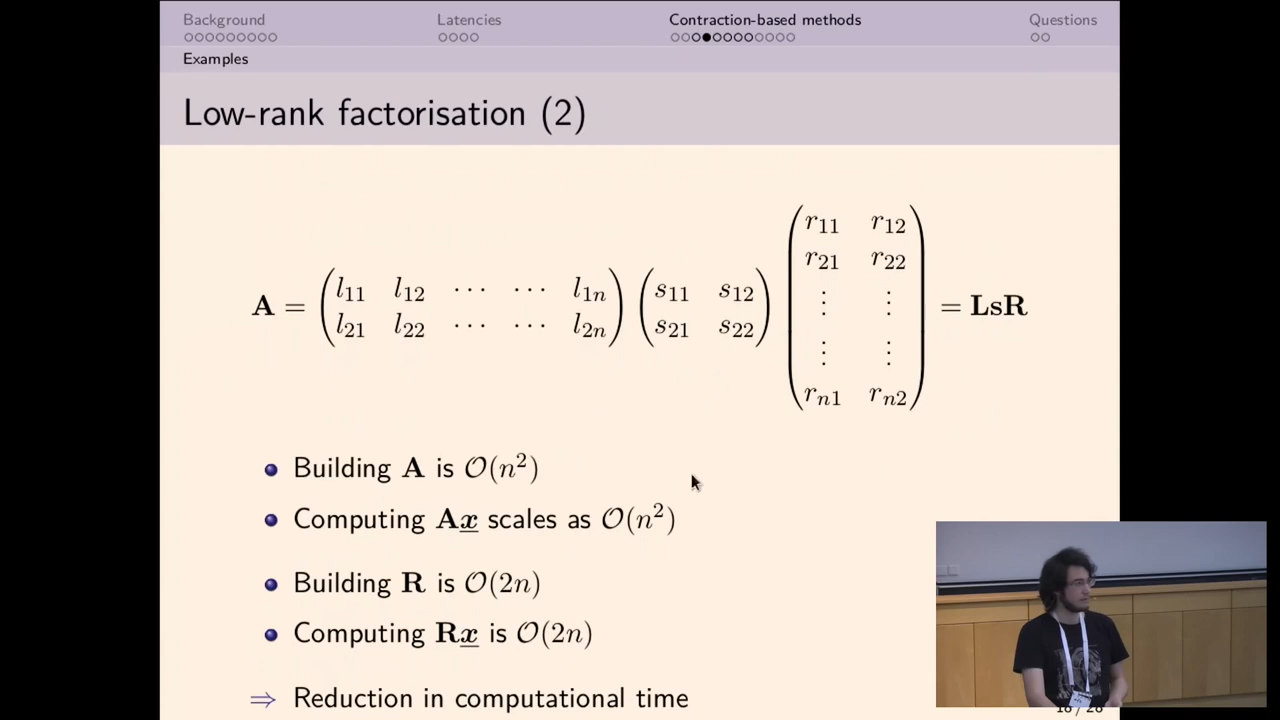 Background Latencies Contraction-based methods Questions
Examples
Low-rank factorisation (2)
A = (l₁₁ l₁₂ ⋯ ⋯ l₁ₙ; l₂₁ l₂₂ ⋯ ⋯ l₂ₙ) (s₁₁ s₁₂; s₂₁ s₂₂) (r₁₁ r₁₂; r₂₁ r₂₂; ⋮ ⋮; ⋮ ⋮; rₙ₁ rₙ₂) = LsR
Building A is O(n²)
Computing Ax scales as O(n²)
Building R is O(2n)
Computing Rx is O(2n)
⇒ Reduction in computational time